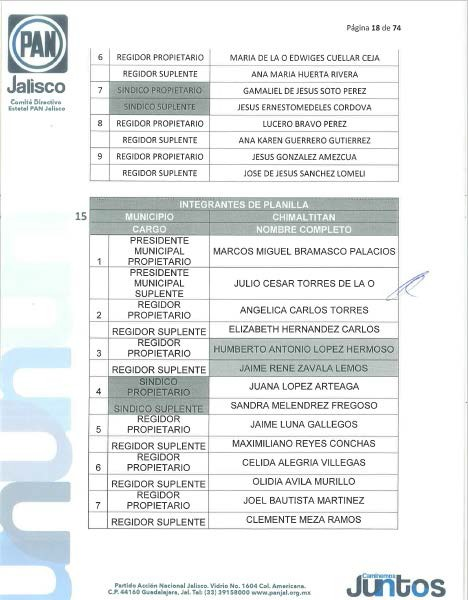 Página 18 de 74
PAN
Jalisco
Comité Directivo
Estatal PAN Jalisco
6 REGIDOR PROPIETARIO MARIA DE LA O EDWIGES CUELLAR CEJA
REGIDOR SUPLENTE ANA MARIA HUERTA RIVERA
7 SINDICO PROPIETARIO GAMALIEL DE JESUS SOTO PEREZ
SINDICO SUPLENTE JESUS ERNESTOMEDELES CORDOVA
8 REGIDOR PROPIETARIO LUCERO BRAVO PEREZ
REGIDOR SUPLENTE ANA KAREN GUERRERO GUTIERREZ
9 REGIDOR PROPIETARIO JESUS GONZALEZ AMEZCUA
REGIDOR SUPLENTE JOSE DE JESUS SANCHEZ LOMELI
INTEGRANTES DE PLANILLA
15 MUNICIPIO CHIMALTITAN
CARGO NOMBRE COMPLETO
1 PRESIDENTE MUNICIPAL PROPIETARIO MARCOS MIGUEL BRAMASCO PALACIOS
PRESIDENTE MUNICIPAL SUPLENTE JULIO CESAR TORRES DE LA O
2 REGIDOR PROPIETARIO ANGELICA CARLOS TORRES
REGIDOR SUPLENTE ELIZABETH HERNANDEZ CARLOS
3 REGIDOR PROPIETARIO HUMBERTO ANTONIO LOPEZ HERMOSO
REGIDOR SUPLENTE JAIME RENE ZAVALA LEMOS
4 SINDICO PROPIETARIO JUANA LOPEZ ARTEAGA
SINDICO SUPLENTE SANDRA MELENDREZ FREGOSO
5 REGIDOR PROPIETARIO JAIME LUNA GALLEGOS
REGIDOR SUPLENTE MAXIMILIANO REYES CONCHAS
6 REGIDOR PROPIETARIO CELIDA ALEGRIA VILLEGAS
REGIDOR SUPLENTE OLIDIA AVILA MURILLO
7 REGIDOR PROPIETARIO JOEL BAUTISTA MARTINEZ
REGIDOR SUPLENTE CLEMENTE MEZA RAMOS
Partido Acción Nacional Jalisco. Vidrio No. 1604 Col. Americana.
C.P. 44160 Guadalajara, Jal. Tel: (33) 39158000 www.panjal.org.mx
Caminemos
Juntos